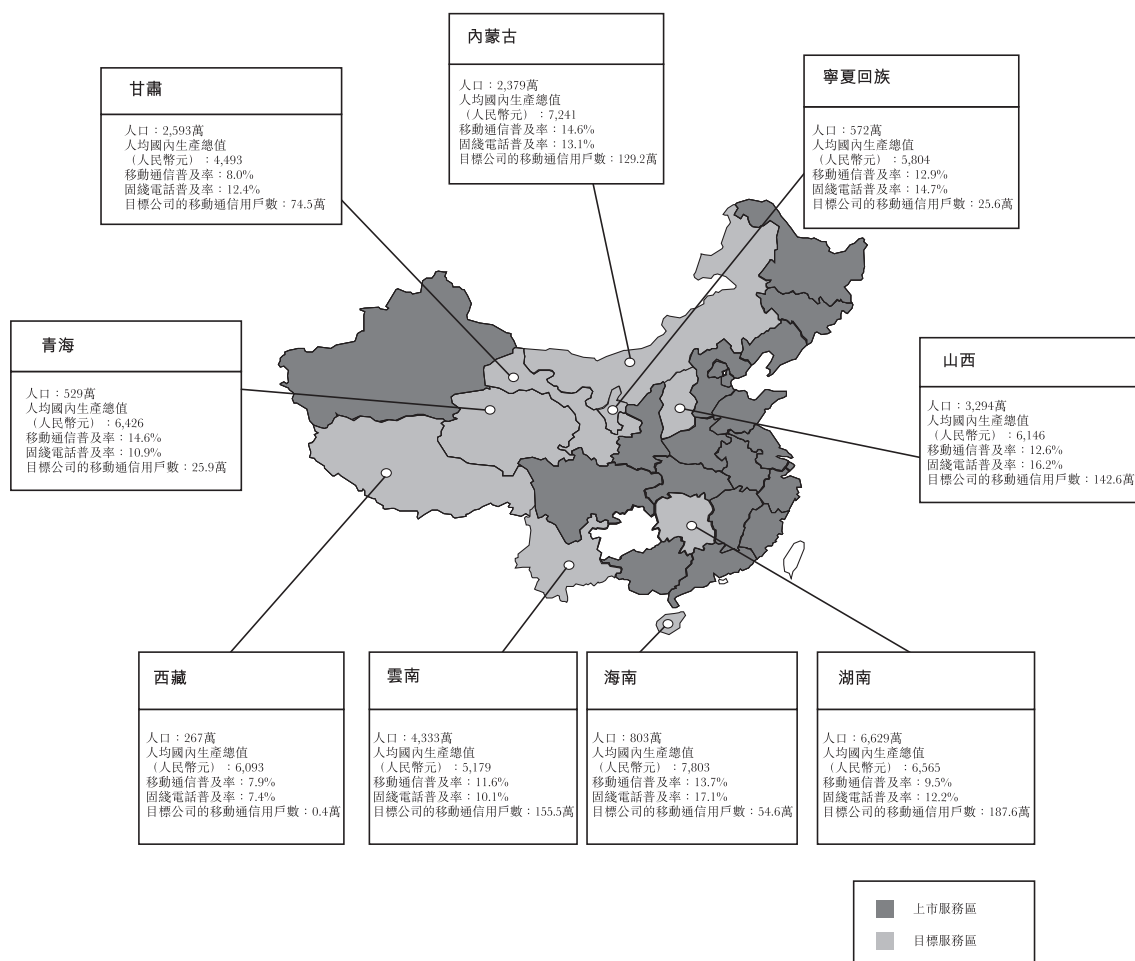 內蒙古
人口：2,379萬
人均國內生產總值
（人民幣元）：7,241
移動通信普及率：14.6%
固綫電話普及率：13.1%
目標公司的移動通信用戶數：129.2萬
寧夏回族
人口：572萬
人均國內生產總值
（人民幣元）：5,804
移動通信普及率：12.9%
固綫電話普及率：14.7%
目標公司的移動通信用戶數：25.6萬
甘肅
人口：2,593萬
人均國內生產總值
（人民幣元）：4,493
移動通信普及率：8.0%
固綫電話普及率：12.4%
目標公司的移動通信用戶數：74.5萬
青海
人口：529萬
人均國內生產總值
（人民幣元）：6,426
移動通信普及率：14.6%
固綫電話普及率：10.9%
目標公司的移動通信用戶數：25.9萬
山西
人口：3,294萬
人均國內生產總值
（人民幣元）：6,146
移動通信普及率：12.6%
固綫電話普及率：16.2%
目標公司的移動通信用戶數：142.6萬
西藏
人口：267萬
人均國內生產總值
（人民幣元）：6,093
移動通信普及率：7.9%
固綫電話普及率：7.4%
目標公司的移動通信用戶數：0.4萬
雲南
人口：4,333萬
人均國內生產總值
（人民幣元）：5,179
移動通信普及率：11.6%
固綫電話普及率：10.1%
目標公司的移動通信用戶數：155.5萬
海南
人口：803萬
人均國內生產總值
（人民幣元）：7,803
移動通信普及率：13.7%
固綫電話普及率：17.1%
目標公司的移動通信用戶數：54.6萬
湖南
人口：6,629萬
人均國內生產總值
（人民幣元）：6,565
移動通信普及率：9.5%
固綫電話普及率：12.2%
目標公司的移動通信用戶數：187.6萬
上市服務區
目標服務區